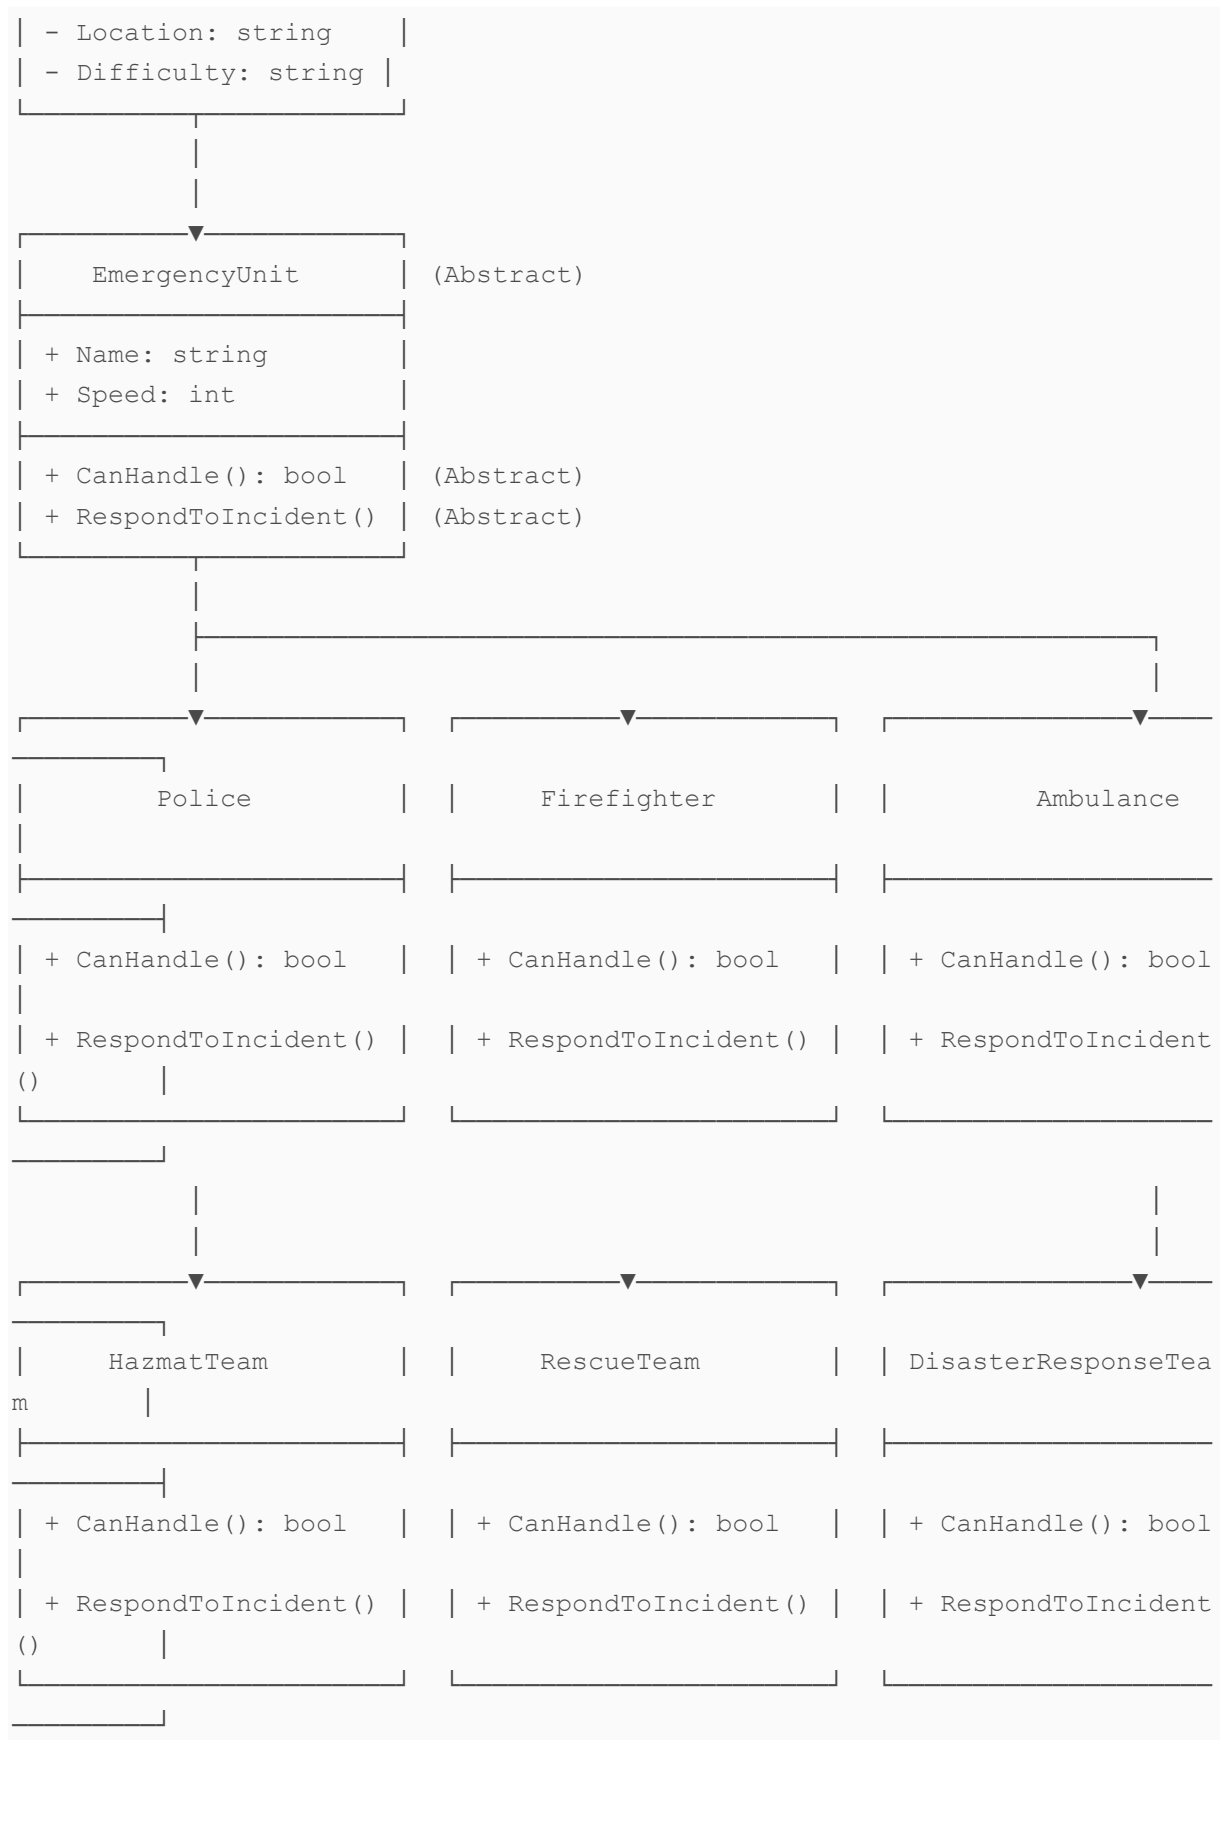 │ - Location: string    │
│ - Difficulty: string │
└──────────┬────────────┘
           │
           │
┌──────────▼────────────┐
│    EmergencyUnit      │ (Abstract)
├───────────────────────┤
│ + Name: string        │
│ + Speed: int          │
├───────────────────────┤
│ + CanHandle(): bool   │ (Abstract)
│ + RespondToIncident() │ (Abstract)
└──────────┬────────────┘
           │
           ├───────────────────────────────────────────────────────────┐
           │                                                           │
┌──────────▼────────────┐  ┌──────────▼────────────┐  ┌───────────────▼────
─────────┐
│        Police         │  │     Firefighter       │  │         Ambulance
│
├───────────────────────┤  ├───────────────────────┤  ├────────────────────
─────────┤
│ + CanHandle(): bool   │  │ + CanHandle(): bool   │  │ + CanHandle(): bool
│
│ + RespondToIncident() │  │ + RespondToIncident() │  │ + RespondToIncident
()        │
└───────────────────────┘  └───────────────────────┘  └────────────────────
─────────┘
           │                                                           │
           │                                                           │
┌──────────▼────────────┐  ┌──────────▼────────────┐  ┌───────────────▼────
─────────┐
│     HazmatTeam        │  │     RescueTeam        │  │ DisasterResponseTea
m       │
├───────────────────────┤  ├───────────────────────┤  ├────────────────────
─────────┤
│ + CanHandle(): bool   │  │ + CanHandle(): bool   │  │ + CanHandle(): bool
│
│ + RespondToIncident() │  │ + RespondToIncident() │  │ + RespondToIncident
()        │
└───────────────────────┘  └───────────────────────┘  └────────────────────
─────────┘